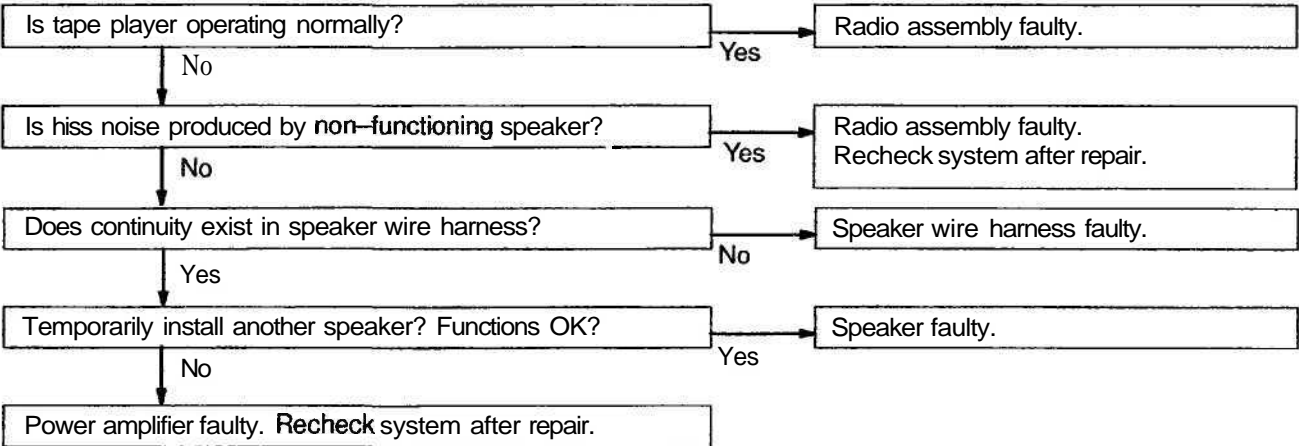 Is tape player operating normally?
Yes
Radio assembly faulty.
No
Is hiss noise produced by non–functioning speaker?
Yes
Radio assembly faulty.
Recheck system after repair.
No
Does continuity exist in speaker wire harness?
No
Speaker wire harness faulty.
Yes
Temporarily install another speaker? Functions OK?
Yes
Speaker faulty.
No
Power amplifier faulty. Recheck system after repair.